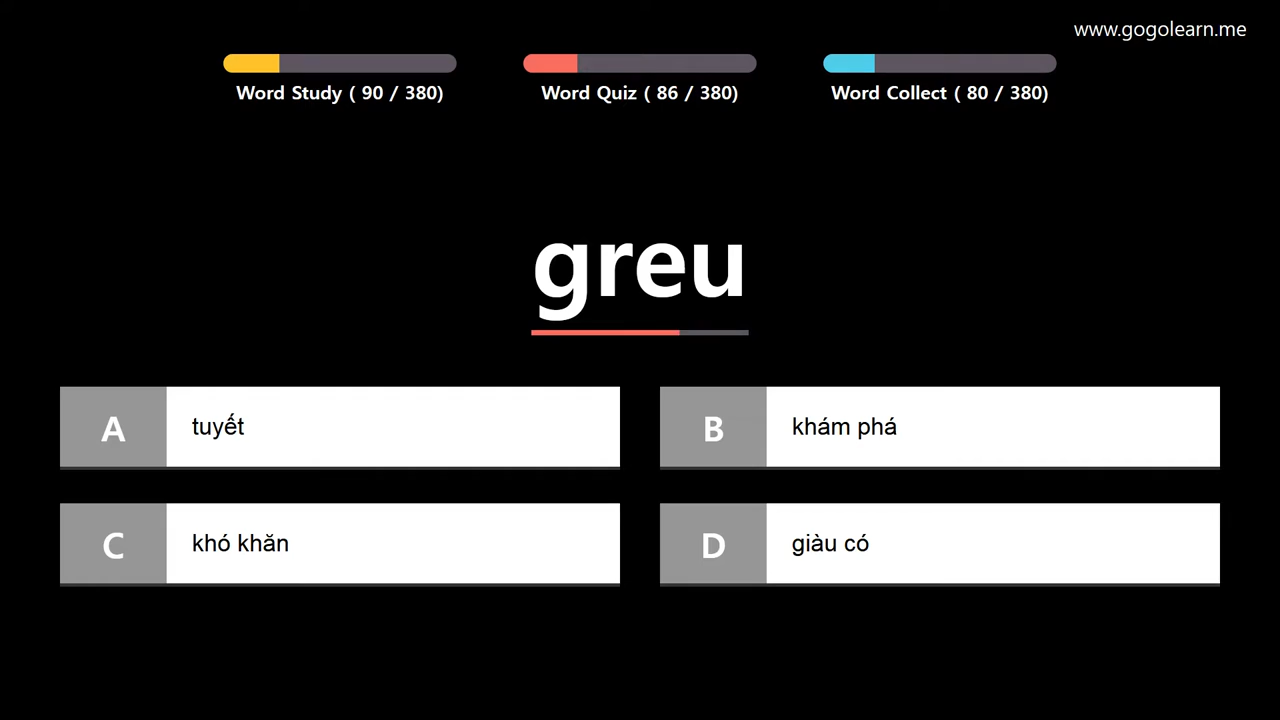 www.gogolearn.me
Word Study ( 90 / 380)
Word Quiz ( 86 / 380)
Word Collect ( 80 / 380)
greu
A tuyết
B khám phá
C khó khăn
D giàu có